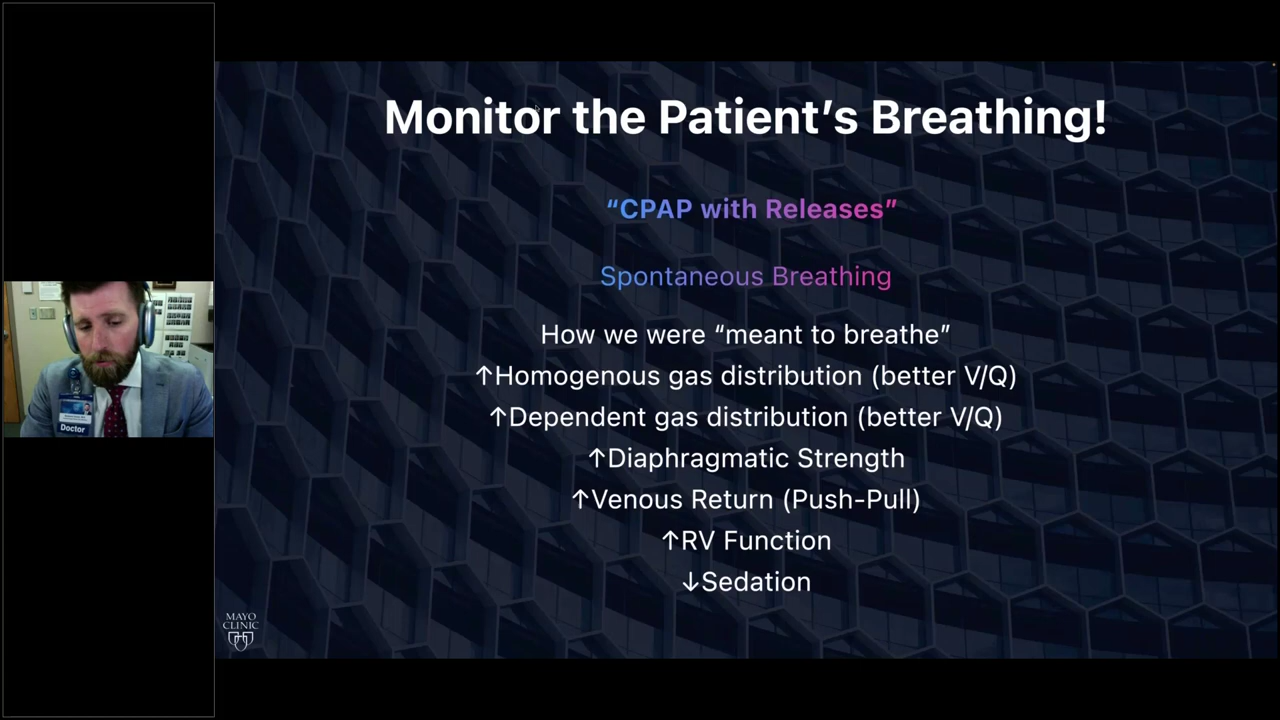 Monitor the Patient’s Breathing!
“CPAP with Releases”
Spontaneous Breathing
How we were “meant to breathe”
↑Homogenous gas distribution (better V/Q)
↑Dependent gas distribution (better V/Q)
↑Diaphragmatic Strength
↑Venous Return (Push-Pull)
↑RV Function
↓Sedation
MAYO
CLINIC
Doctor